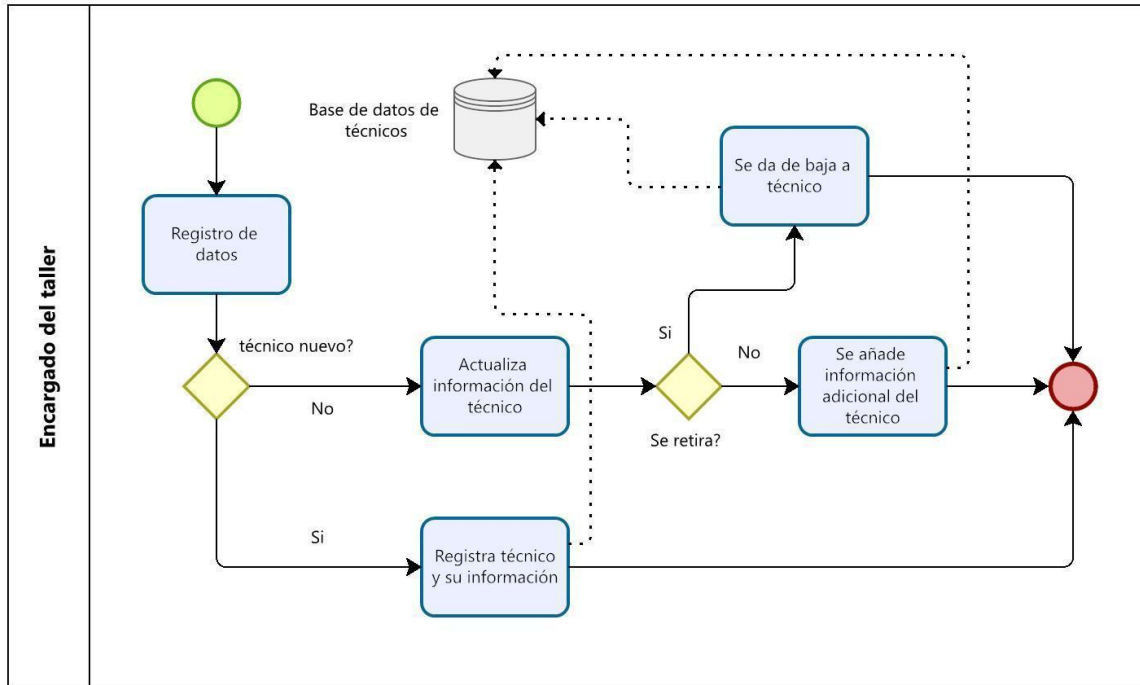 Encargado del taller
Base de datos de
técnicos
Se da de baja a
técnico
Registro de
datos
técnico nuevo?
No
Actualiza
información del
técnico
Si
No
Se retira?
Se añade
información
adicional del
técnico
Si
Registra técnico
y su información